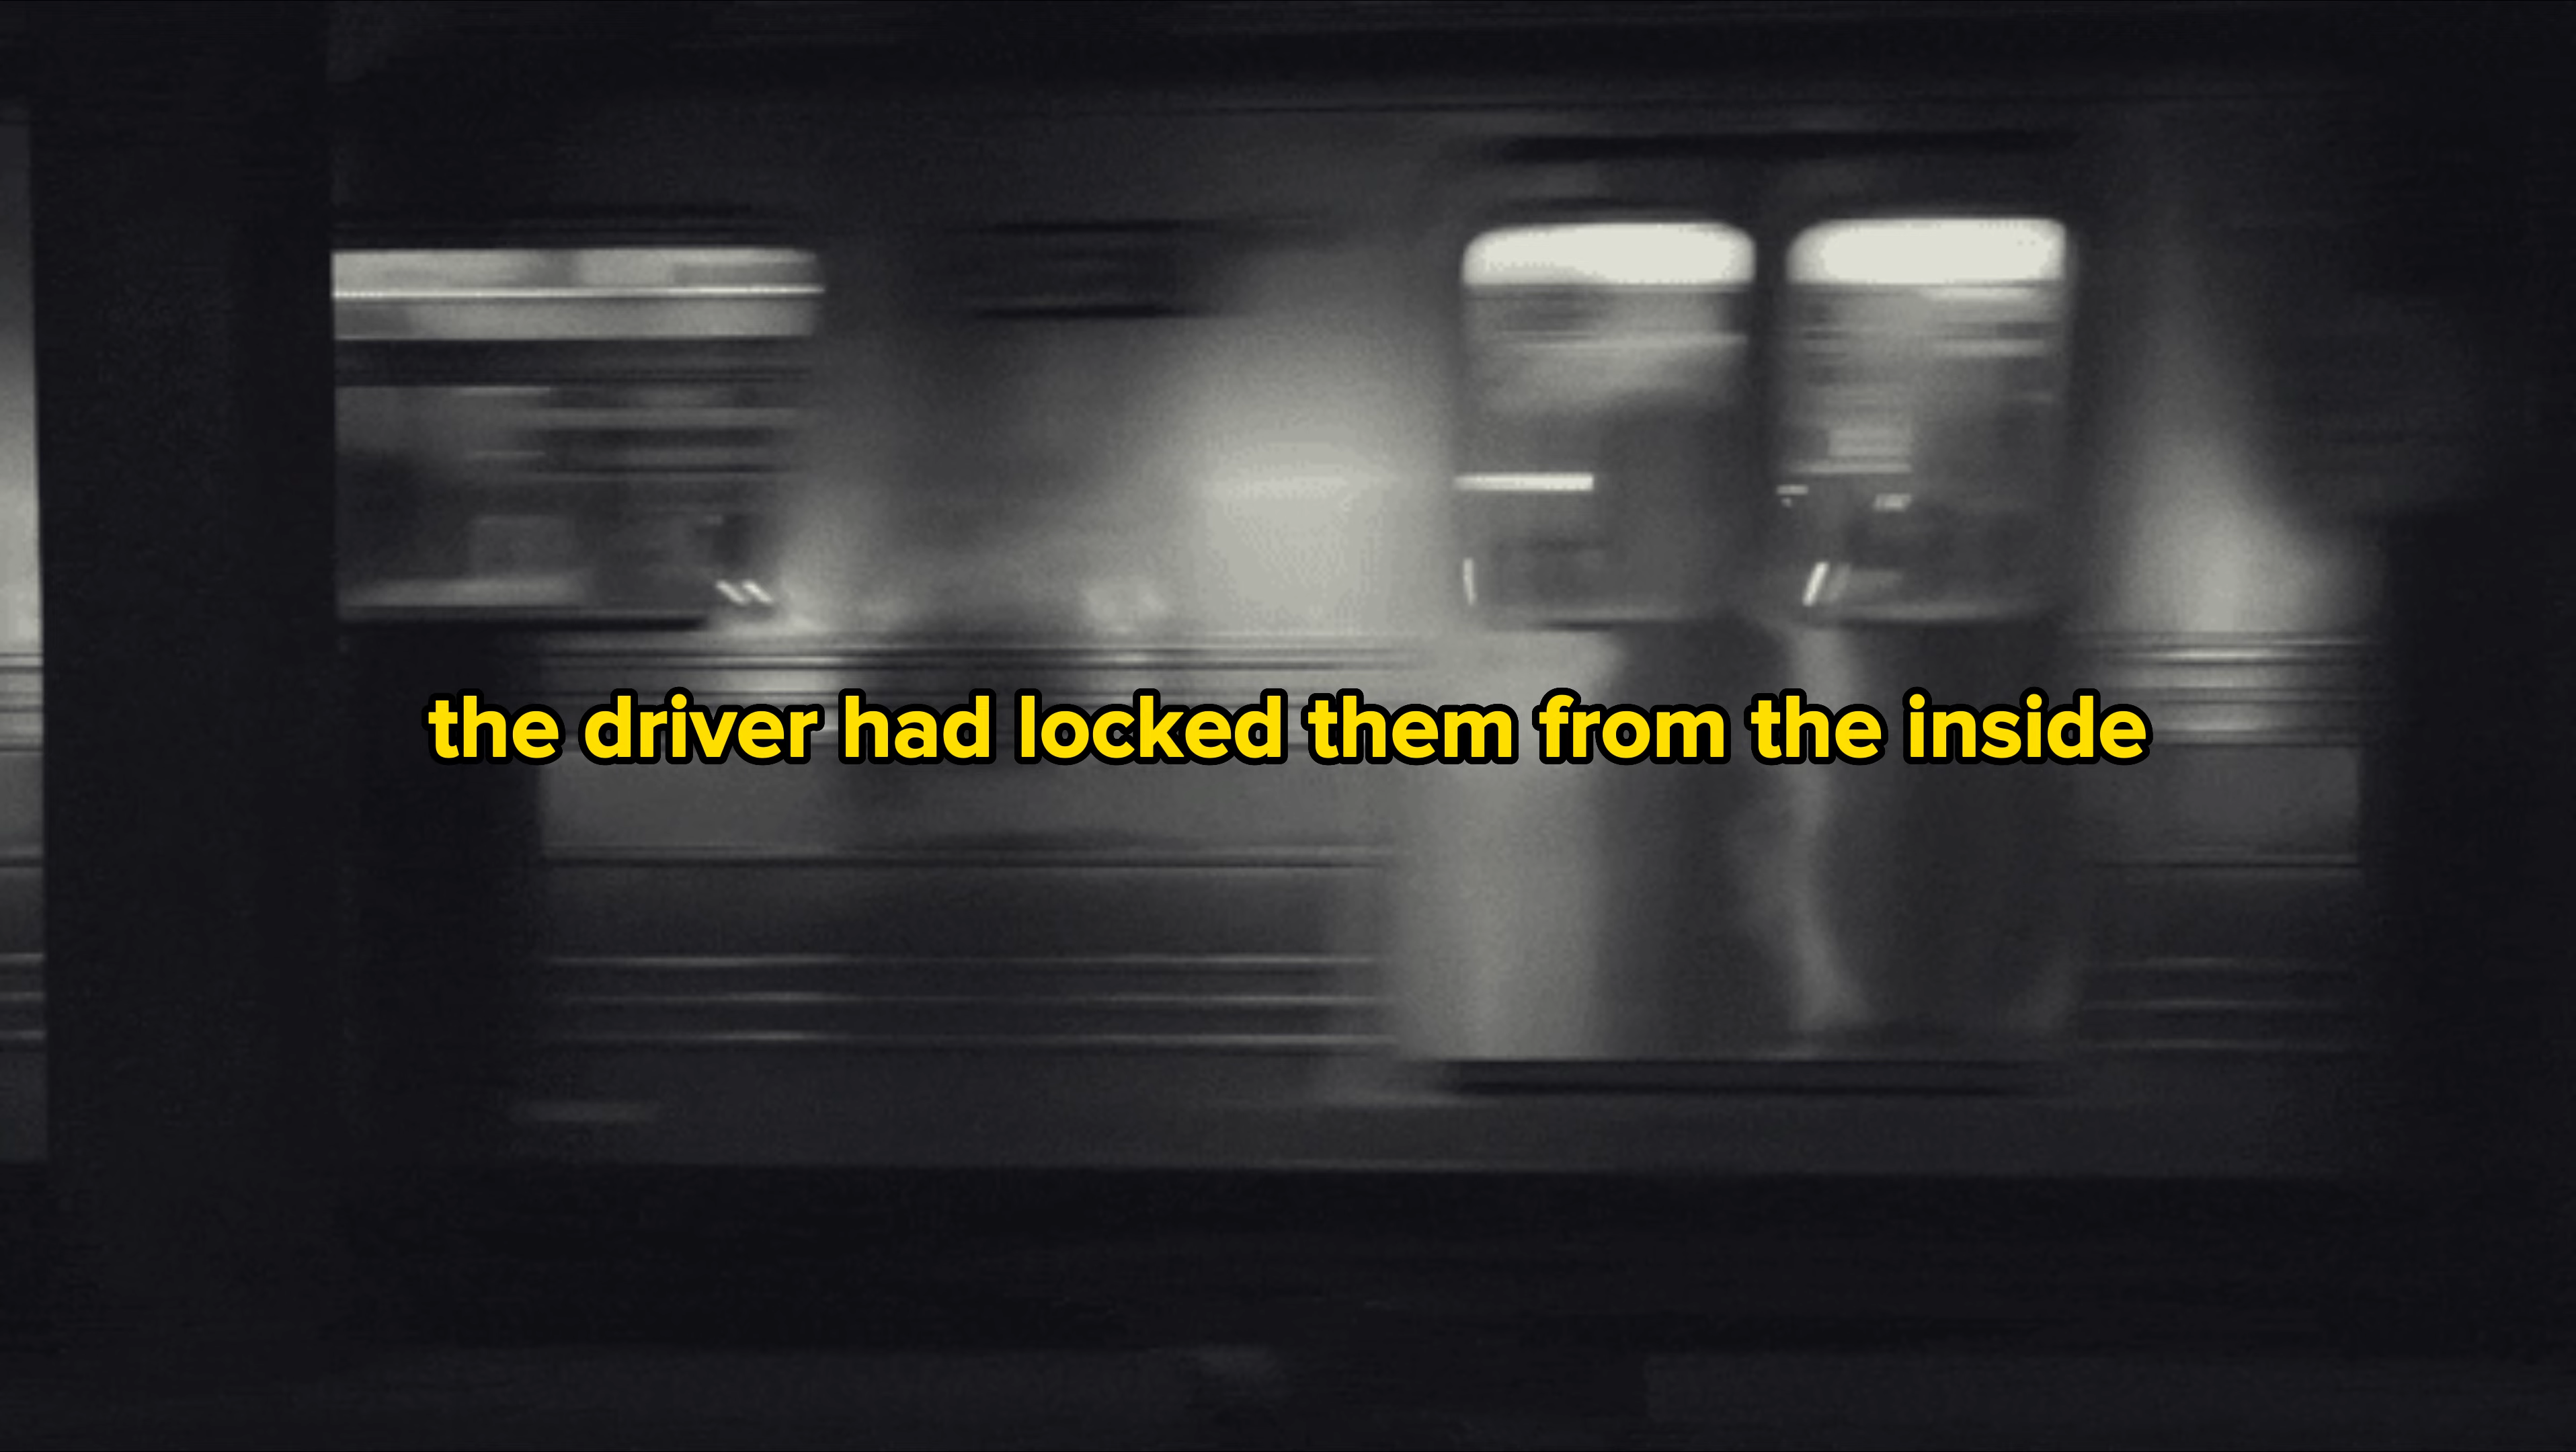 the driver had locked them from the inside